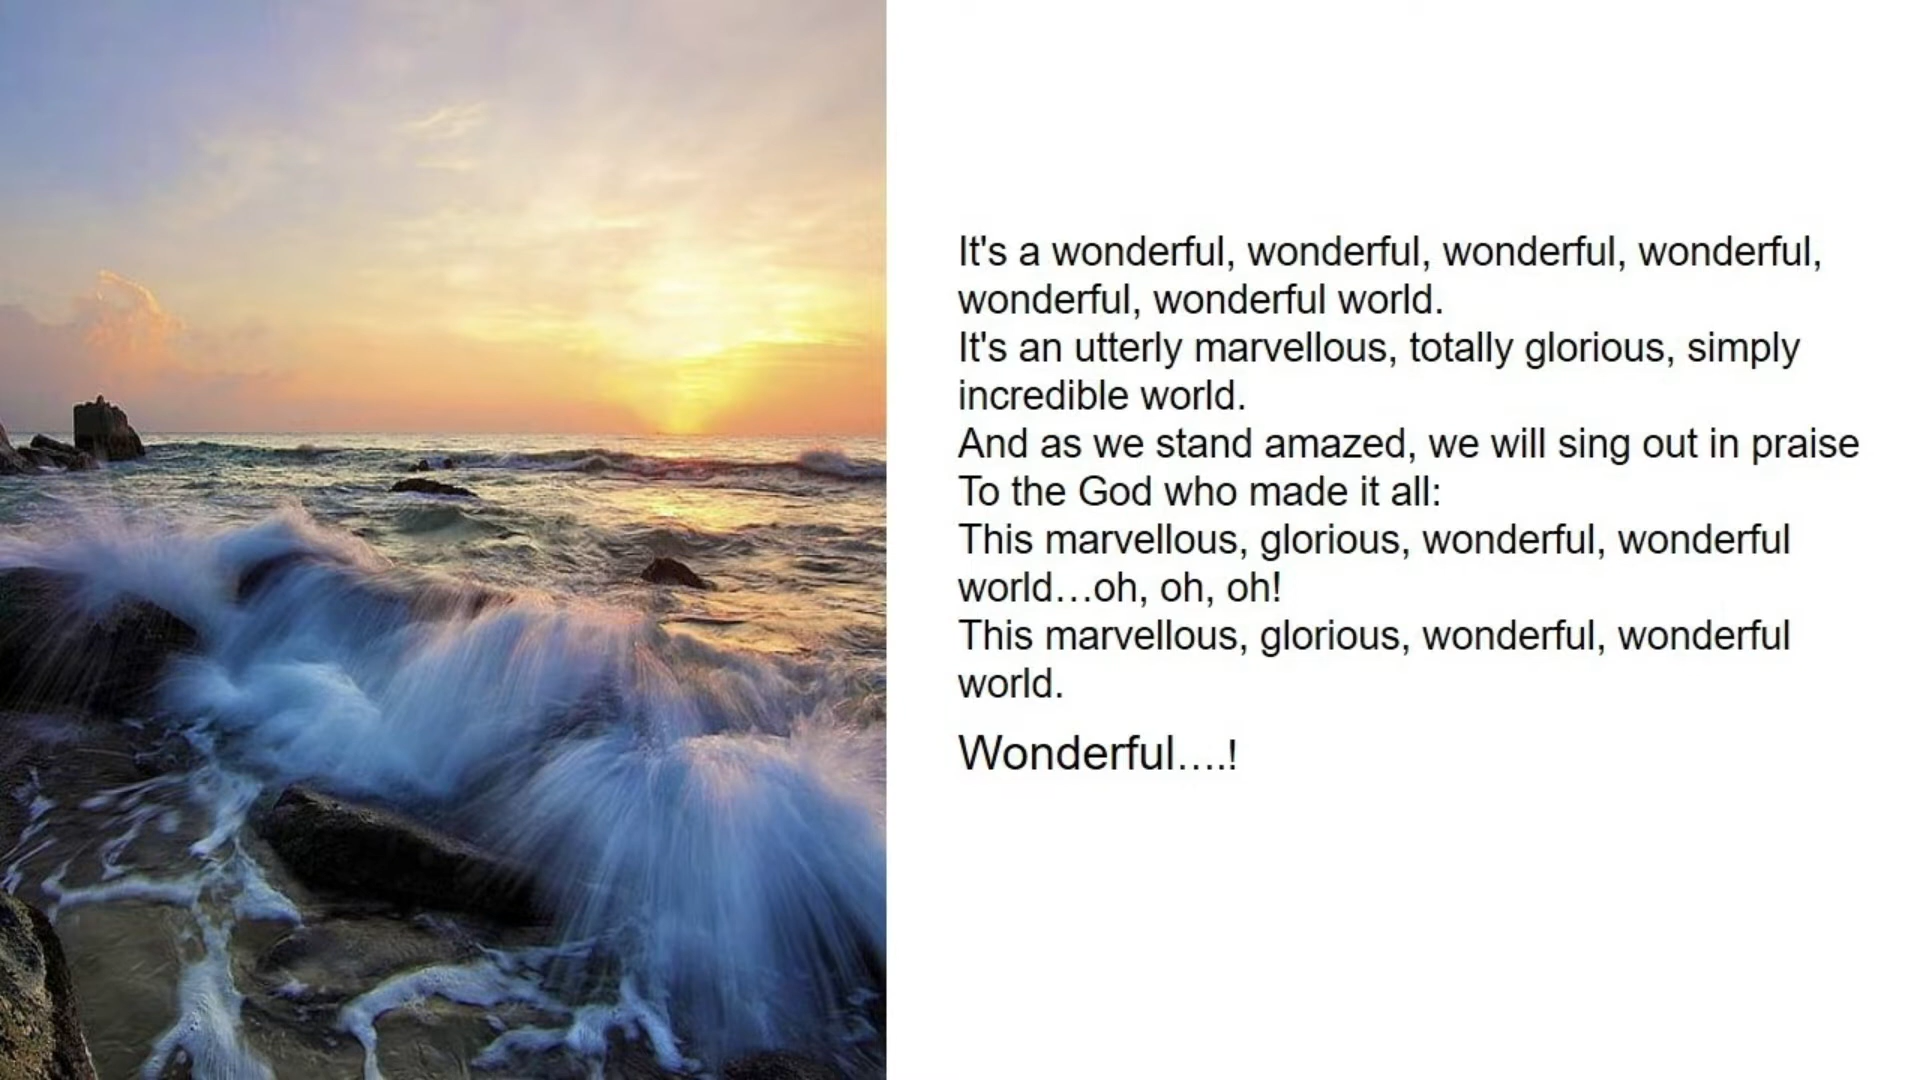 It's a wonderful, wonderful, wonderful, wonderful,
wonderful, wonderful world.
It's an utterly marvellous, totally glorious, simply
incredible world.
And as we stand amazed, we will sing out in praise
To the God who made it all:
This marvellous, glorious, wonderful, wonderful
world…oh, oh, oh!
This marvellous, glorious, wonderful, wonderful
world.
Wonderful….!